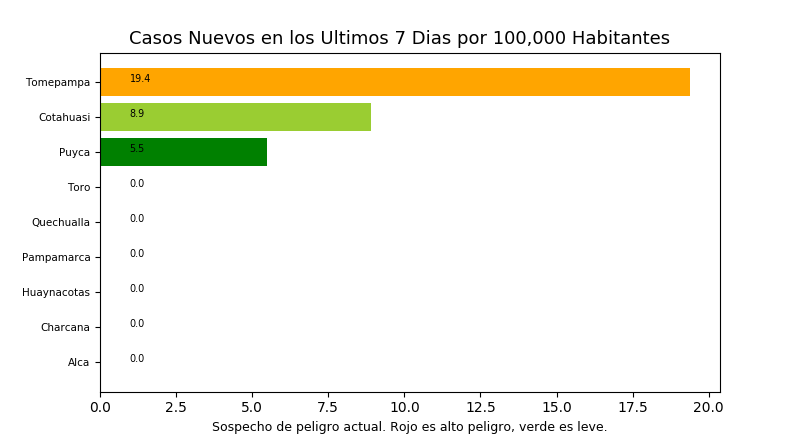 Casos Nuevos en los Ultimos 7 Dias por 100,000 Habitantes
Tomepampa 19.4
Cotahuasi 8.9
Puyca 5.5
Toro 0.0
Quechualla 0.0
Pampamarca 0.0
Huaynacotas 0.0
Charcana 0.0
Alca 0.0
0.0 2.5 5.0 7.5 10.0 12.5 15.0 17.5 20.0
Sospecho de peligro actual. Rojo es alto peligro, verde es leve.